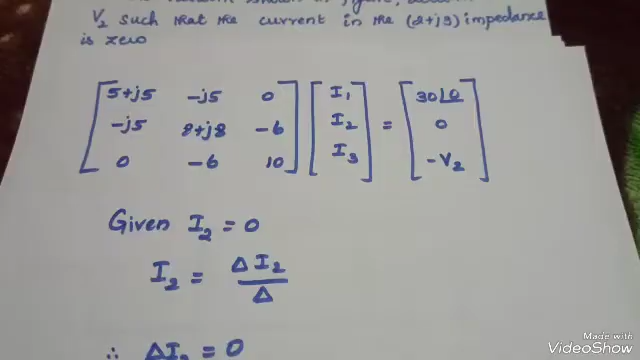 V₂ such that the current in the (2+j3) impedance
is zero
[5+j5 -j5 0] [I₁] [30∠0]
[-j5 8+j8 -6] [I₂] = [0]
[0 -6 10] [I₃] [-V₂]
Given I₂ = 0
I₂ = ΔI₂ / Δ
∴ ΔI₂ = 0
Made with
VideoShow